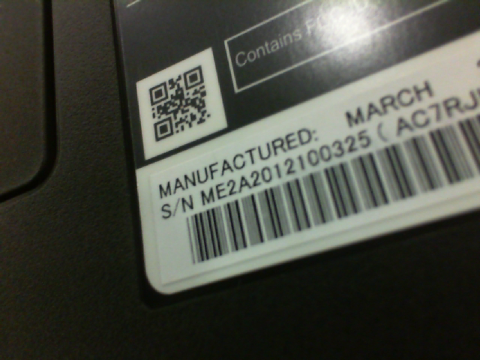 Contains
MANUFACTURED: MARCH
S/N ME2A2012100325 ( AC7RJ